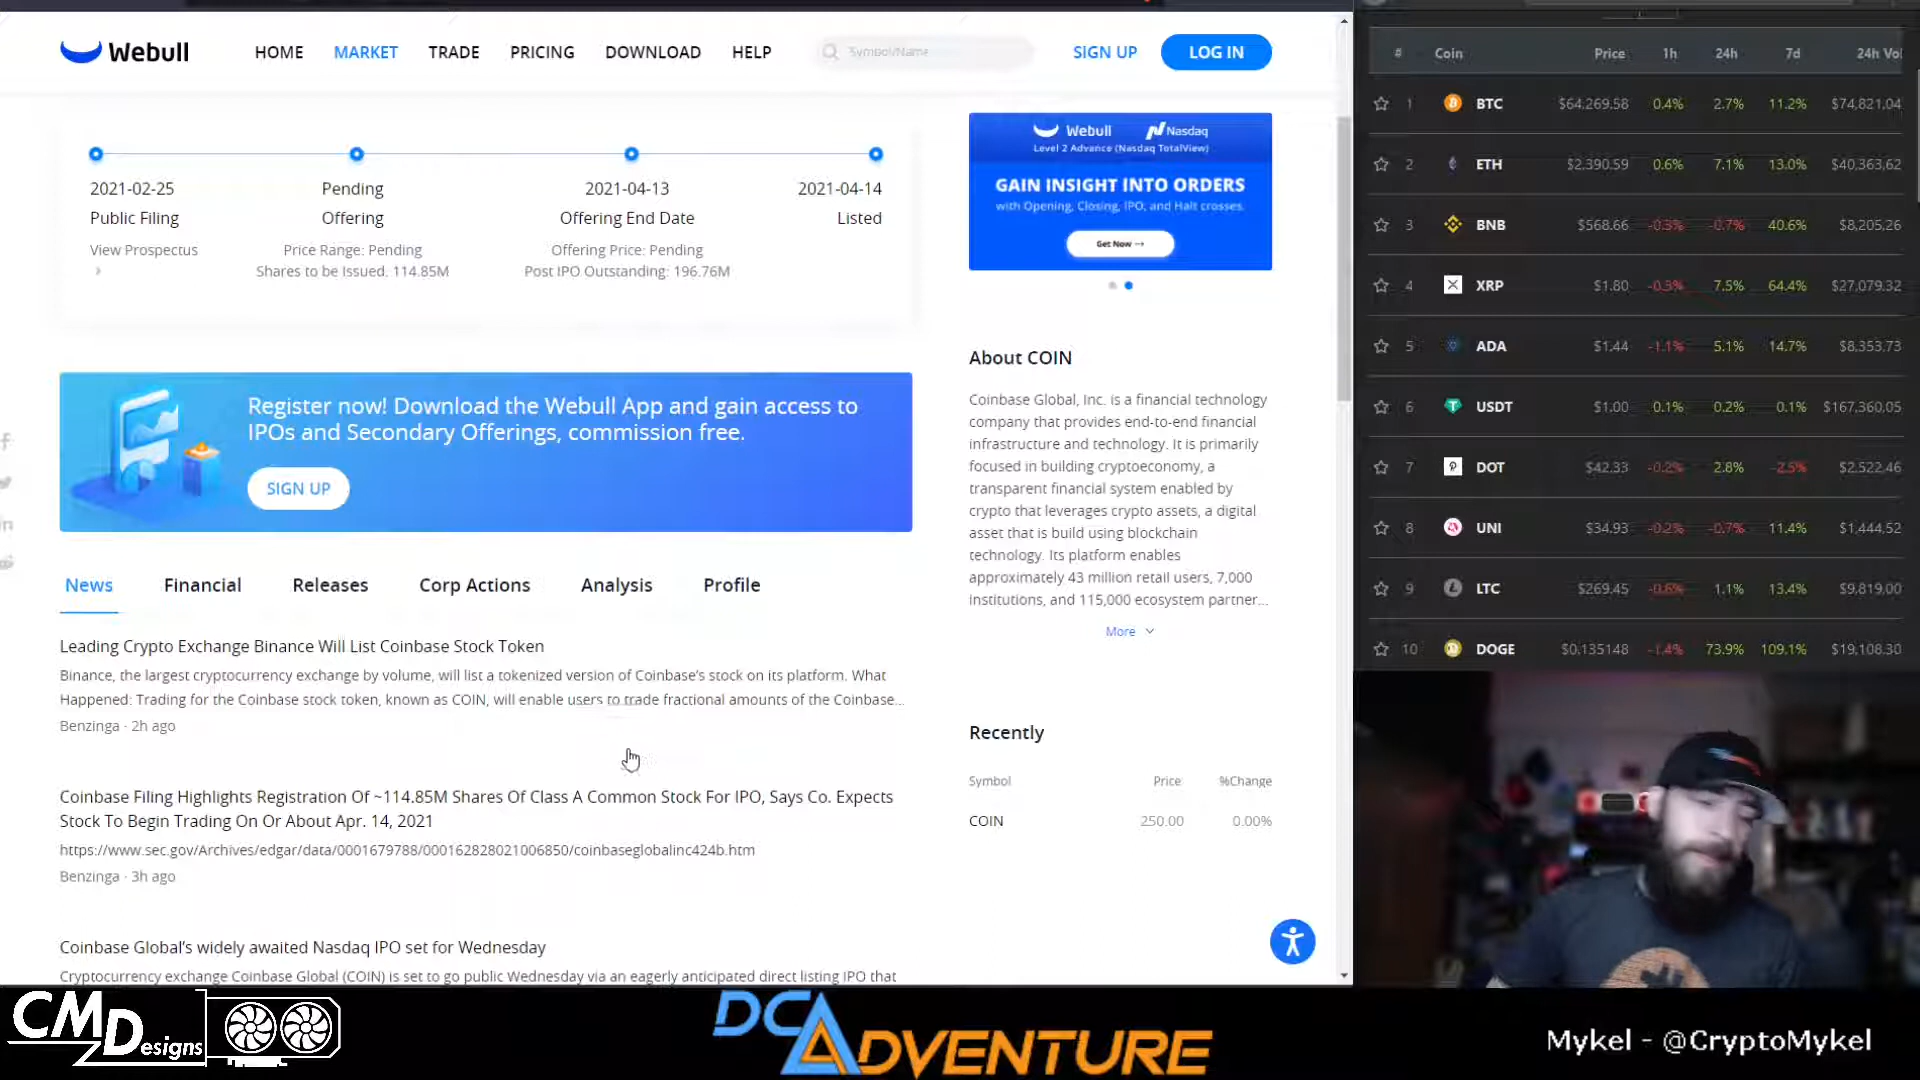 Webull
HOME MARKET TRADE PRICING DOWNLOAD HELP
Symbol/Name
SIGN UP LOG IN
2021-02-25 Pending 2021-04-13 2021-04-14
Public Filing Offering Offering End Date Listed
View Prospectus Price Range: Pending Offering Price: Pending
Shares to be Issued: 114.85M Post IPO Outstanding: 196.76M
Register now! Download the Webull App and gain access to
IPOs and Secondary Offerings, commission free.
SIGN UP
News Financial Releases Corp Actions Analysis Profile
Leading Crypto Exchange Binance Will List Coinbase Stock Token
Binance, the largest cryptocurrency exchange by volume, will list a tokenized version of Coinbase's stock on its platform. What
Happened: Trading for the Coinbase stock token, known as COIN, will enable users to trade fractional amounts of the Coinbase...
Benzinga · 2h ago
Coinbase Filing Highlights Registration Of ~114.85M Shares Of Class A Common Stock For IPO, Says Co. Expects
Stock To Begin Trading On Or About Apr. 14, 2021
https://www.sec.gov/Archives/edgar/data/0001679788/000162828021006850/coinbaseglobalinc424b.htm
Benzinga · 3h ago
Coinbase Global's widely awaited Nasdaq IPO set for Wednesday
Cryptocurrency exchange Coinbase Global (COIN) is set to go public Wednesday via an eagerly anticipated direct listing IPO that
Webull Nasdaq
Level 2 Advance (Nasdaq TotalView)
GAIN INSIGHT INTO ORDERS
with Opening, Closing, IPO, and Halt crosses.
Get Now →
About COIN
Coinbase Global, Inc. is a financial technology
company that provides end-to-end financial
infrastructure and technology. It is primarily
focused in building cryptoeconomy, a
transparent financial system enabled by
crypto that leverages crypto assets, a digital
asset that is build using blockchain
technology. Its platform enables
approximately 43 million retail users, 7,000
institutions, and 115,000 ecosystem partner...
More
Recently
Symbol Price %Change
COIN 250.00 0.00%
# Coin Price 1h 24h 7d 24h Vol
1 BTC $64,269.58 0.4% 2.7% 11.2% $74,821,04
2 ETH $2,390.59 0.6% 7.1% 13.0% $40,363,62
3 BNB $568.66 -0.3% -0.7% 40.6% $8,205,26
4 XRP $1.80 -0.3% 7.5% 64.4% $27,079,32
5 ADA $1.44 -1.1% 5.1% 14.7% $8,353,73
6 USDT $1.00 0.1% 0.2% 0.1% $167,360,05
7 DOT $42.33 -0.2% 2.8% -2.5% $2,522,46
8 UNI $34.93 -0.2% -0.7% 11.4% $1,444,52
9 LTC $269.45 -0.6% 1.1% 13.4% $9,819,00
10 DOGE $0.135148 -1.4% 73.9% 109.1% $19,108,30
CMDesigns
DCAdventure
Mykel - @CryptoMykel